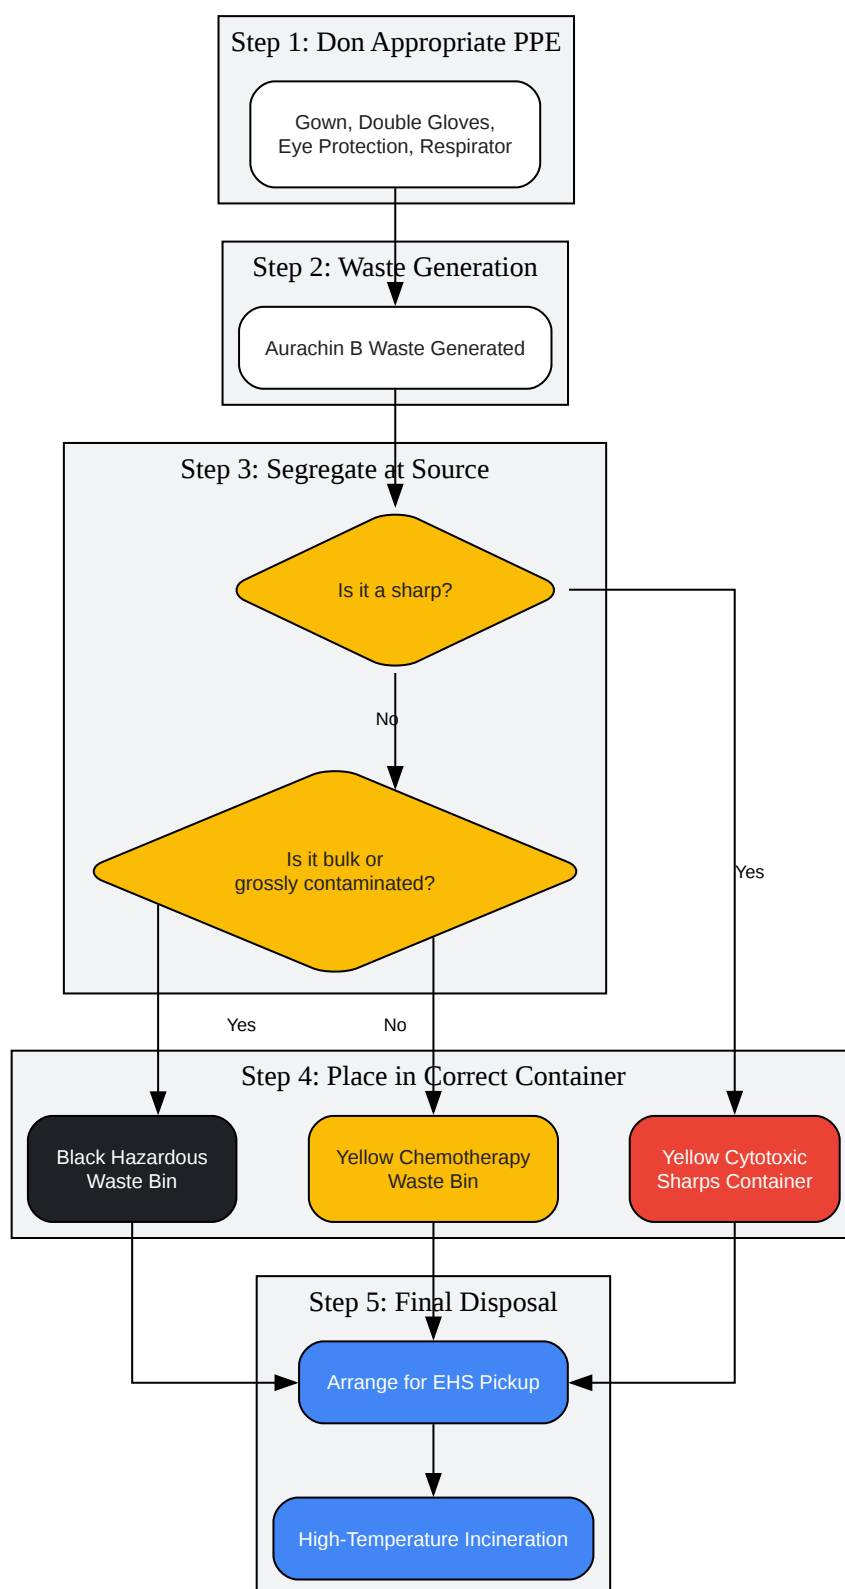 Step 1: Don Appropriate PPE
Gown, Double Gloves,
Eye Protection, Respirator
Step 2: Waste Generation
Aurachin B Waste Generated
Step 3: Segregate at Source
Is it a sharp?
No
Is it bulk or
grossly contaminated?
Yes
Yes
No
Step 4: Place in Correct Container
Black Hazardous
Waste Bin
Yellow Chemotherapy
Waste Bin
Yellow Cytotoxic
Sharps Container
Step 5: Final Disposal
Arrange for EHS Pickup
High-Temperature Incineration